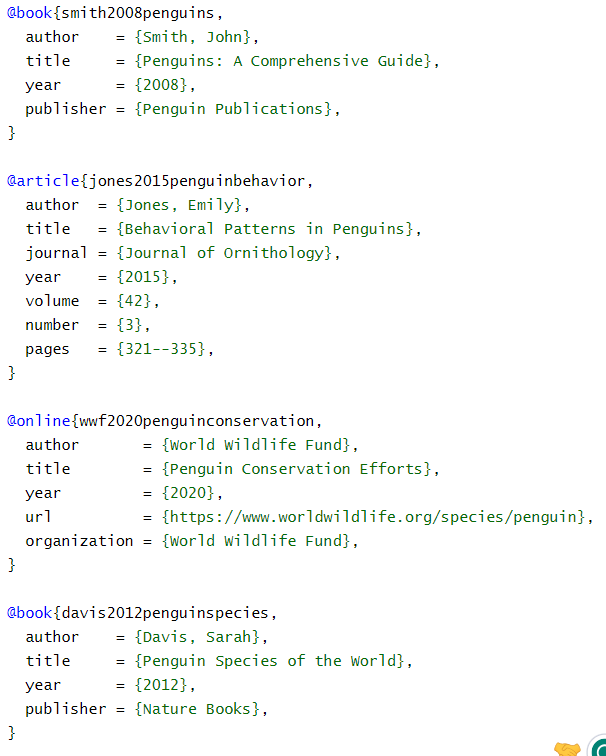 @book{smith2008penguins,
  author    = {Smith, John},
  title     = {Penguins: A Comprehensive Guide},
  year      = {2008},
  publisher = {Penguin Publications},
}

@article{jones2015penguinbehavior,
  author  = {Jones, Emily},
  title   = {Behavioral Patterns in Penguins},
  journal = {Journal of Ornithology},
  year    = {2015},
  volume  = {42},
  number  = {3},
  pages   = {321--335},
}

@online{wwf2020penguinconservation,
  author       = {World Wildlife Fund},
  title        = {Penguin Conservation Efforts},
  year         = {2020},
  url          = {https://www.worldwildlife.org/species/penguin},
  organization = {World Wildlife Fund},
}

@book{davis2012penguinspecies,
  author    = {Davis, Sarah},
  title     = {Penguin Species of the World},
  year      = {2012},
  publisher = {Nature Books},
}